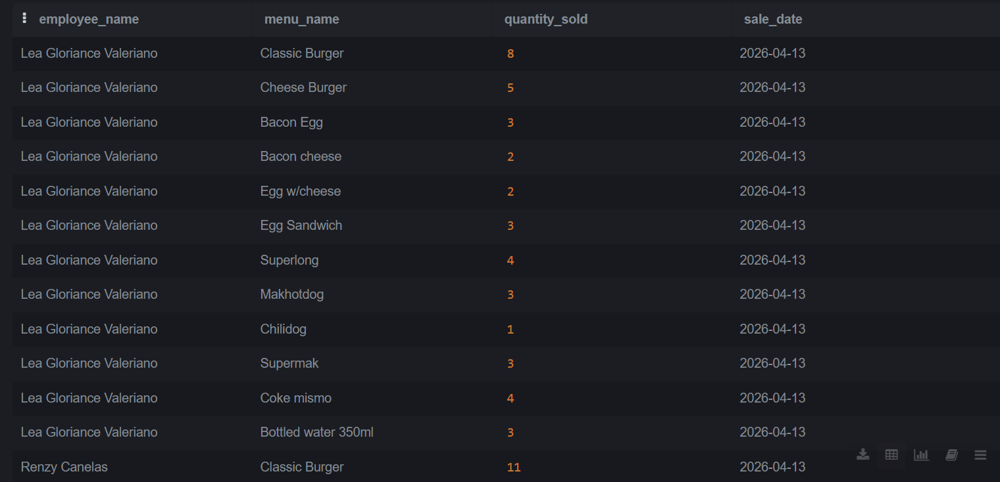 employee_name menu_name quantity_sold sale_date
Lea Gloriance Valeriano Classic Burger 8 2026-04-13
Lea Gloriance Valeriano Cheese Burger 5 2026-04-13
Lea Gloriance Valeriano Bacon Egg 3 2026-04-13
Lea Gloriance Valeriano Bacon cheese 2 2026-04-13
Lea Gloriance Valeriano Egg w/cheese 2 2026-04-13
Lea Gloriance Valeriano Egg Sandwich 3 2026-04-13
Lea Gloriance Valeriano Superlong 4 2026-04-13
Lea Gloriance Valeriano Makhotdog 3 2026-04-13
Lea Gloriance Valeriano Chilidog 1 2026-04-13
Lea Gloriance Valeriano Supermak 3 2026-04-13
Lea Gloriance Valeriano Coke mismo 4 2026-04-13
Lea Gloriance Valeriano Bottled water 350ml 3 2026-04-13
Renzy Canelas Classic Burger 11 2026-04-13